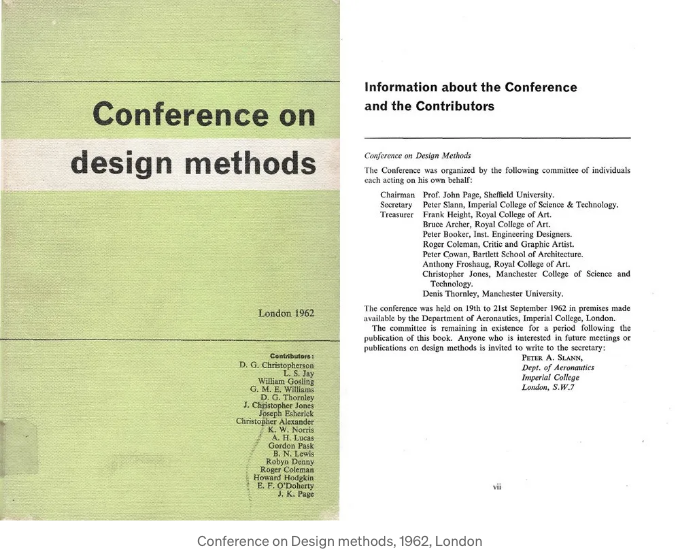 Conference on
design methods
London 1962
Contributors:
D. G. Christopherson
L. S. Jay
William Gosling
G. M. E. Williams
D. G. Thornley
J. Christopher Jones
Joseph Esherick
Christopher Alexander
K. W. Norris
A. H. Lucas
Gordon Pask
B. N. Lewis
Robyn Denny
Roger Coleman
Howard Hodgkin
E. F. O'Doherty
J. K. Page
Information about the Conference
and the Contributors
Conference on Design Methods
The Conference was organized by the following committee of individuals
each acting on his own behalf:
Chairman Prof. John Page, Sheffield University.
Secretary Peter Slann, Imperial College of Science & Technology.
Treasurer Frank Height, Royal College of Art.
Bruce Archer, Royal College of Art.
Peter Booker, Inst. Engineering Designers.
Roger Coleman, Critic and Graphic Artist.
Peter Cowan, Bartlett School of Architecture.
Anthony Froshaug, Royal College of Art.
Christopher Jones, Manchester College of Science and
Technology.
Denis Thornley, Manchester University.
The conference was held on 19th to 21st September 1962 in premises made
available by the Department of Aeronautics, Imperial College, London.
The committee is remaining in existence for a period following the
publication of this book. Anyone who is interested in future meetings or
publications on design methods is invited to write to the secretary:
PETER A. SLANN,
Dept. of Aeronautics
Imperial College
London, S.W.7
vii
Conference on Design methods, 1962, London